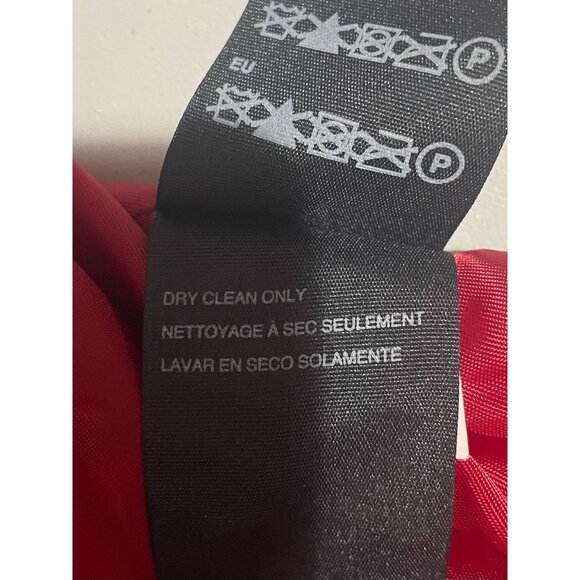 P
EU
P
DRY CLEAN ONLY
NETTOYAGE À SEC SEULEMENT
LAVAR EN SECO SOLAMENTE